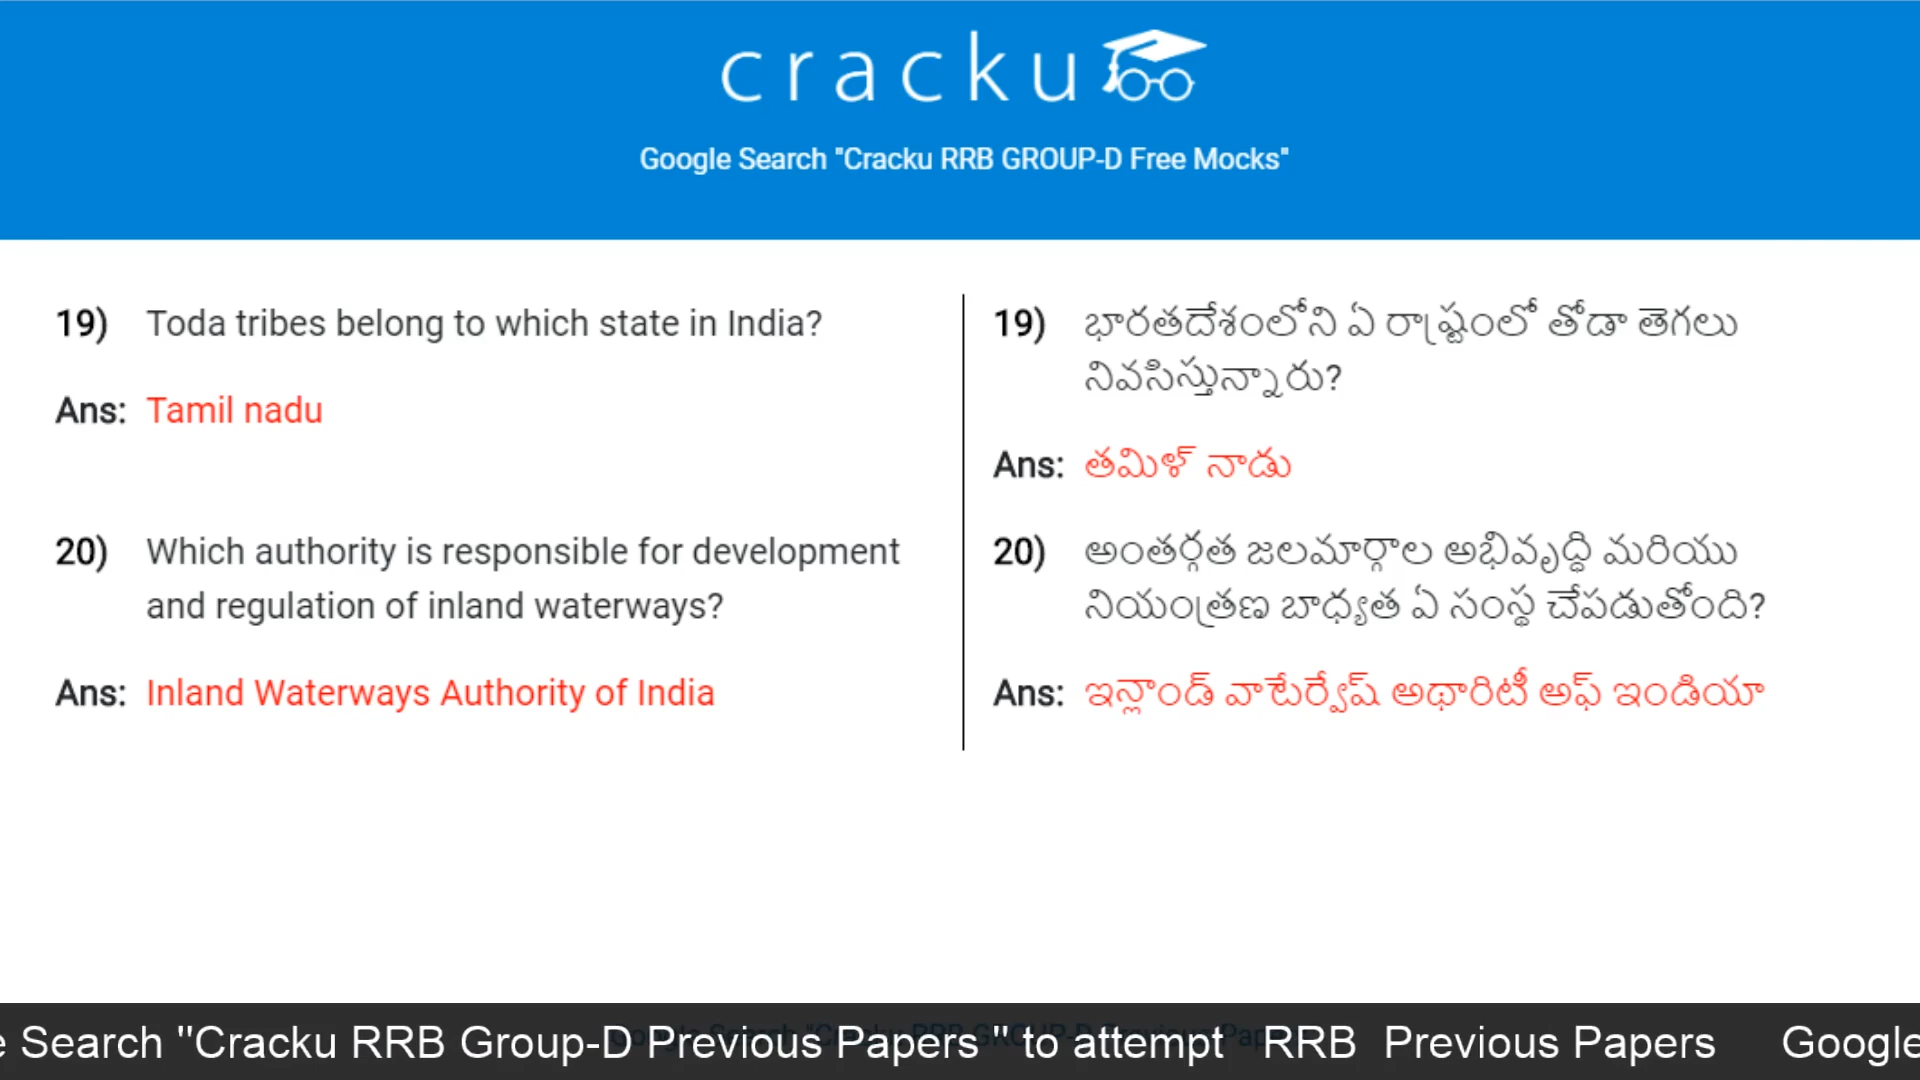 cracku
Google Search "Cracku RRB GROUP-D Free Mocks"
19) Toda tribes belong to which state in India?
Ans: Tamil nadu
20) Which authority is responsible for development
and regulation of inland waterways?
Ans: Inland Waterways Authority of India
19) భారతదేశంలోని ఏ రాష్ట్రంలో తోడా తెగలు
నివసిస్తున్నారు?
Ans: తమిళ్ నాడు
20) అంతర్గత జలమార్గాల అభివృద్ధి మరియు
నియంత్రణ బాధ్యత ఏ సంస్థ చేపడుతోంది?
Ans: ఇన్లాండ్ వాటేర్వేష్ అథారిటీ అఫ్ ఇండియా
e Search "Cracku RRB Group-D Previous Papers " to attempt RRB Previous Papers Google